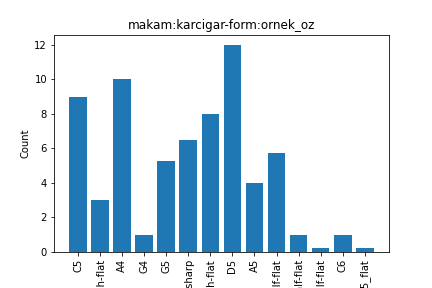 makam:karcigar-form:ornek_oz
12
10
8
6
4
2
0
Count
C5
h-flat
A4
G4
G5
sharp
h-flat
D5
A5
lf-flat
alf-flat
lf-flat
C6
5_flat